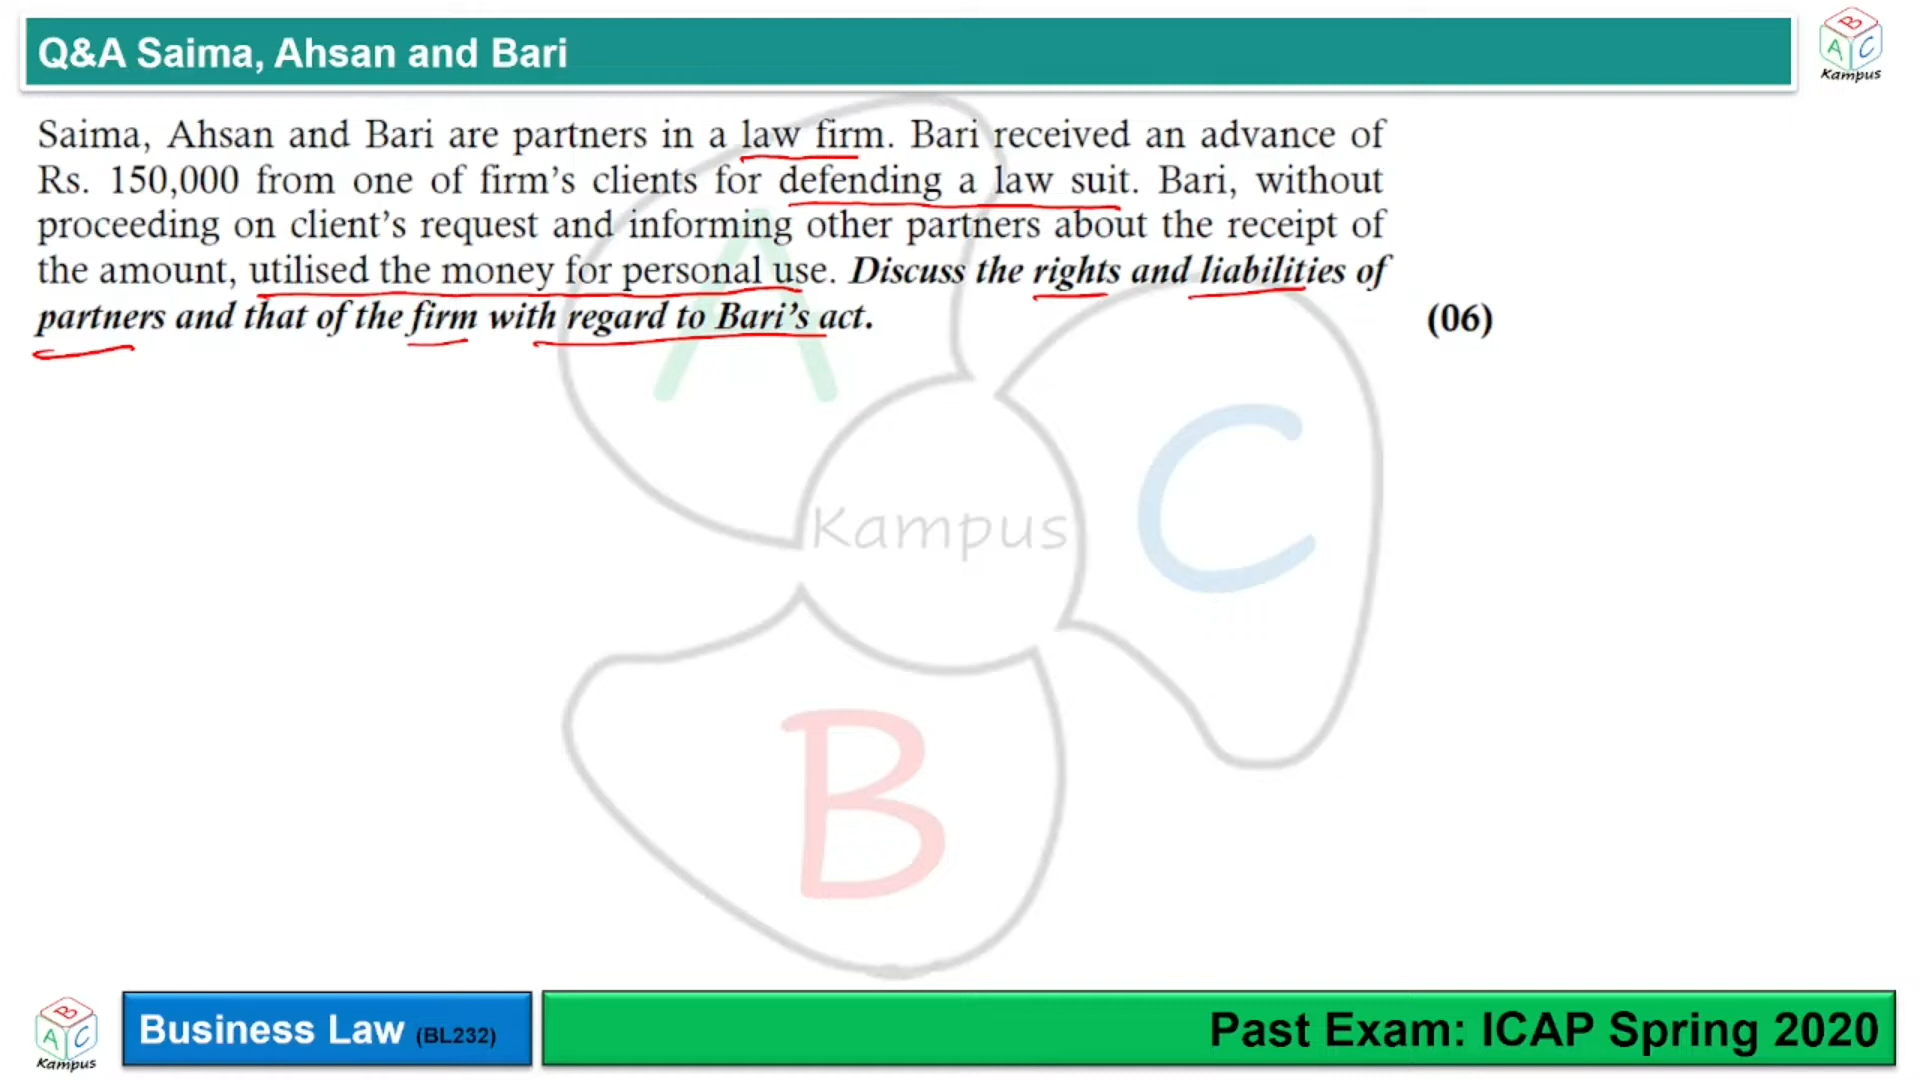 Q&A Saima, Ahsan and Bari
B
A C
Kampus
Saima, Ahsan and Bari are partners in a law firm. Bari received an advance of
Rs. 150,000 from one of firm's clients for defending a law suit. Bari, without
proceeding on client's request and informing other partners about the receipt of
the amount, utilised the money for personal use. Discuss the rights and liabilities of
partners and that of the firm with regard to Bari's act.
(06)
A
C
Kampus
B
B
A C
Kampus
Business Law (BL232)
Past Exam: ICAP Spring 2020